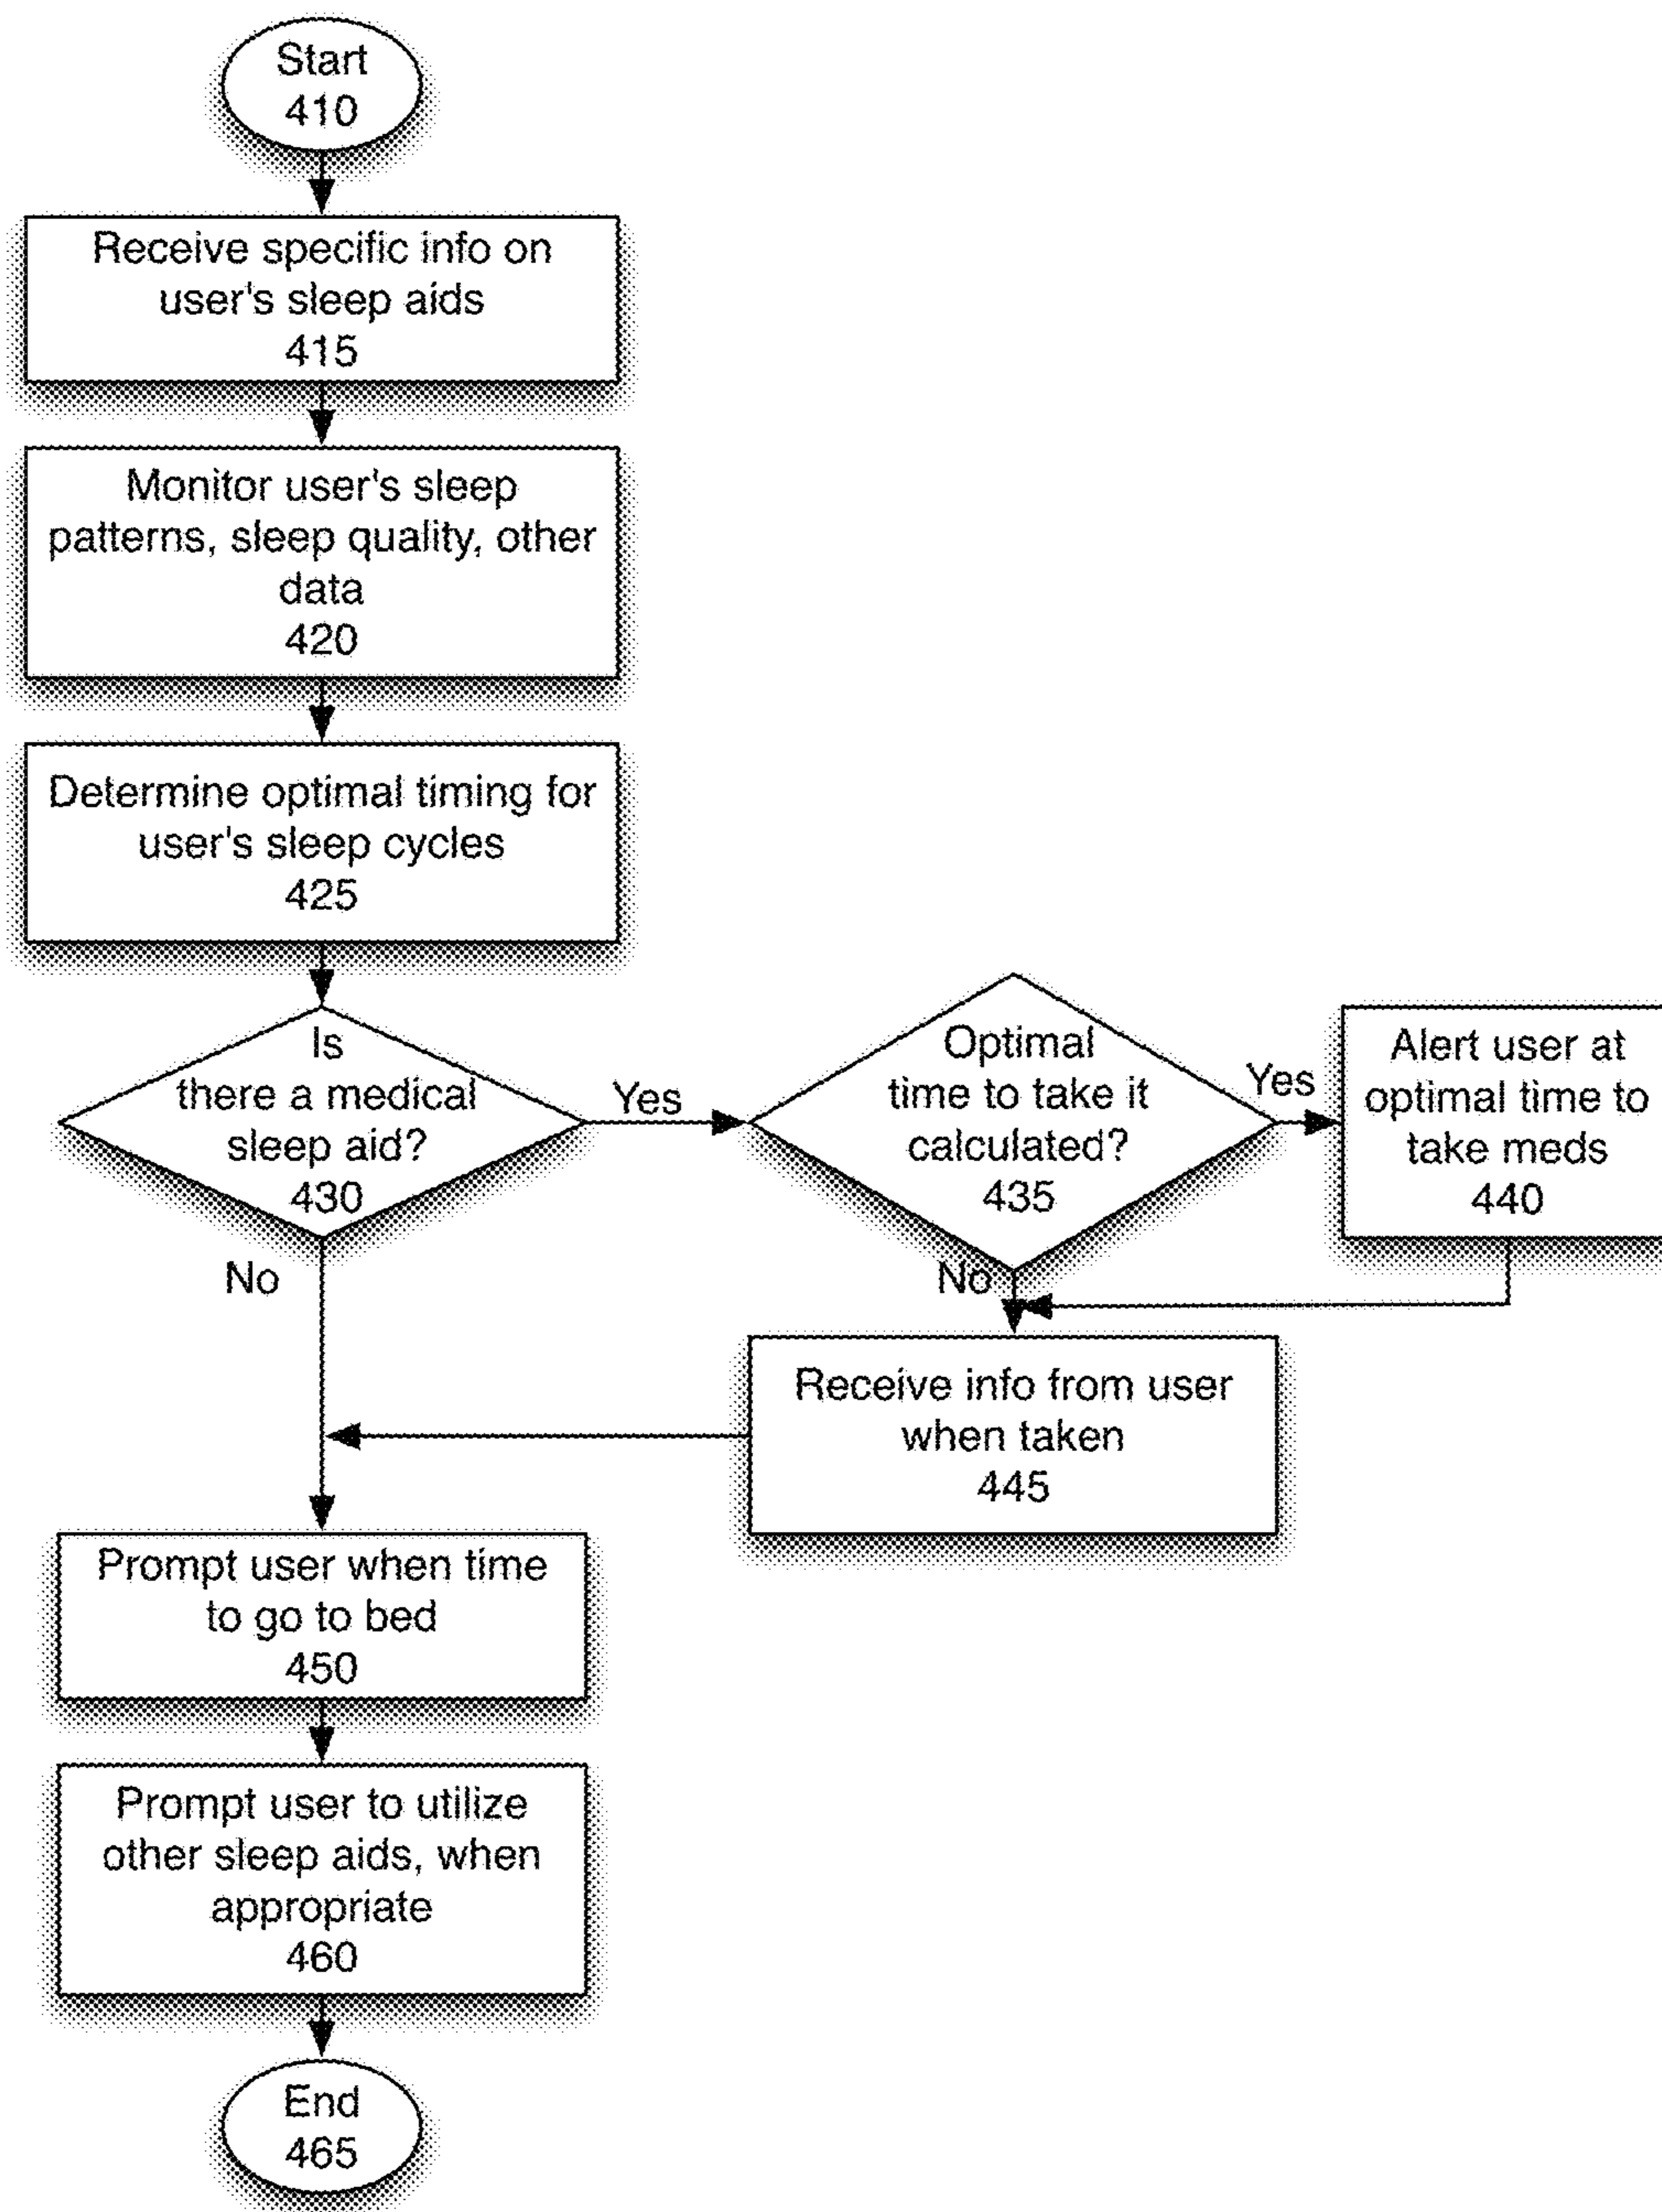 Start
410
Receive specific info on
user's sleep aids
415
Monitor user's sleep
patterns, sleep quality, other
data
420
Determine optimal timing for
user's sleep cycles
425
Is
there a medical
sleep aid?
430
Yes
No
Optimal
time to take it
calculated?
435
Yes
No
Alert user at
optimal time to
take meds
440
Receive info from user
when taken
445
Prompt user when time
to go to bed
450
Prompt user to utilize
other sleep aids, when
appropriate
460
End
465